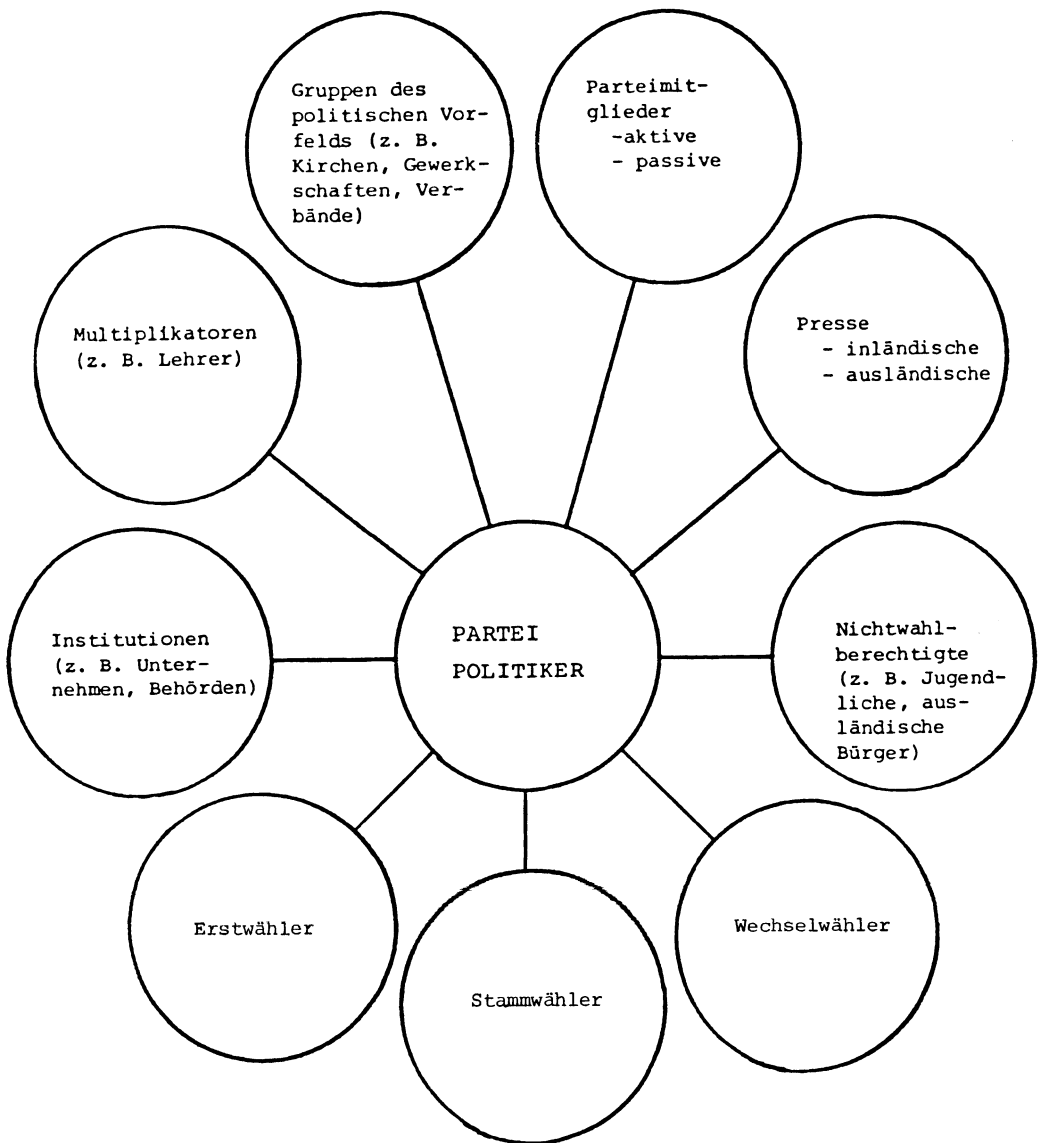 Gruppen des
politischen Vor-
felds (z. B.
Kirchen, Gewerk-
schaften, Ver-
bände)
Parteimit-
glieder
-aktive
- passive
Multiplikatoren
(z. B. Lehrer)
Presse
- inländische
- ausländische
Institutionen
(z. B. Unter-
nehmen, Behörden)
PARTEI
POLITIKER
Nichtwahl-
berechtigte
(z. B. Jugend-
liche, aus-
ländische
Bürger)
Erstwähler
Stammwähler
Wechselwähler